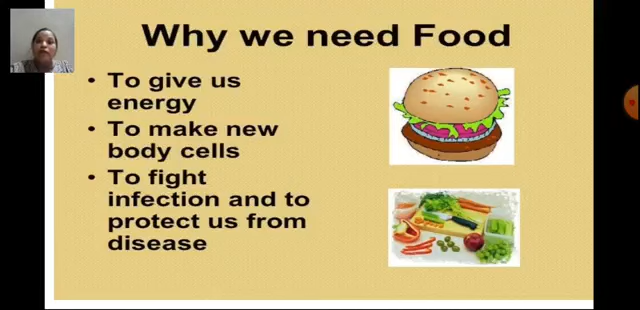 Why we need Food
• To give us
energy
• To make new
body cells
• To fight
infection and to
protect us from
disease